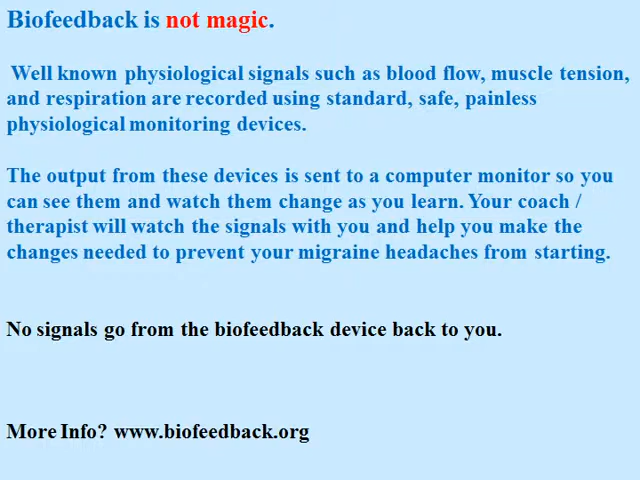 Biofeedback is not magic.
Well known physiological signals such as blood flow, muscle tension,
and respiration are recorded using standard, safe, painless
physiological monitoring devices.
The output from these devices is sent to a computer monitor so you
can see them and watch them change as you learn. Your coach /
therapist will watch the signals with you and help you make the
changes needed to prevent your migraine headaches from starting.
No signals go from the biofeedback device back to you.
More Info? www.biofeedback.org